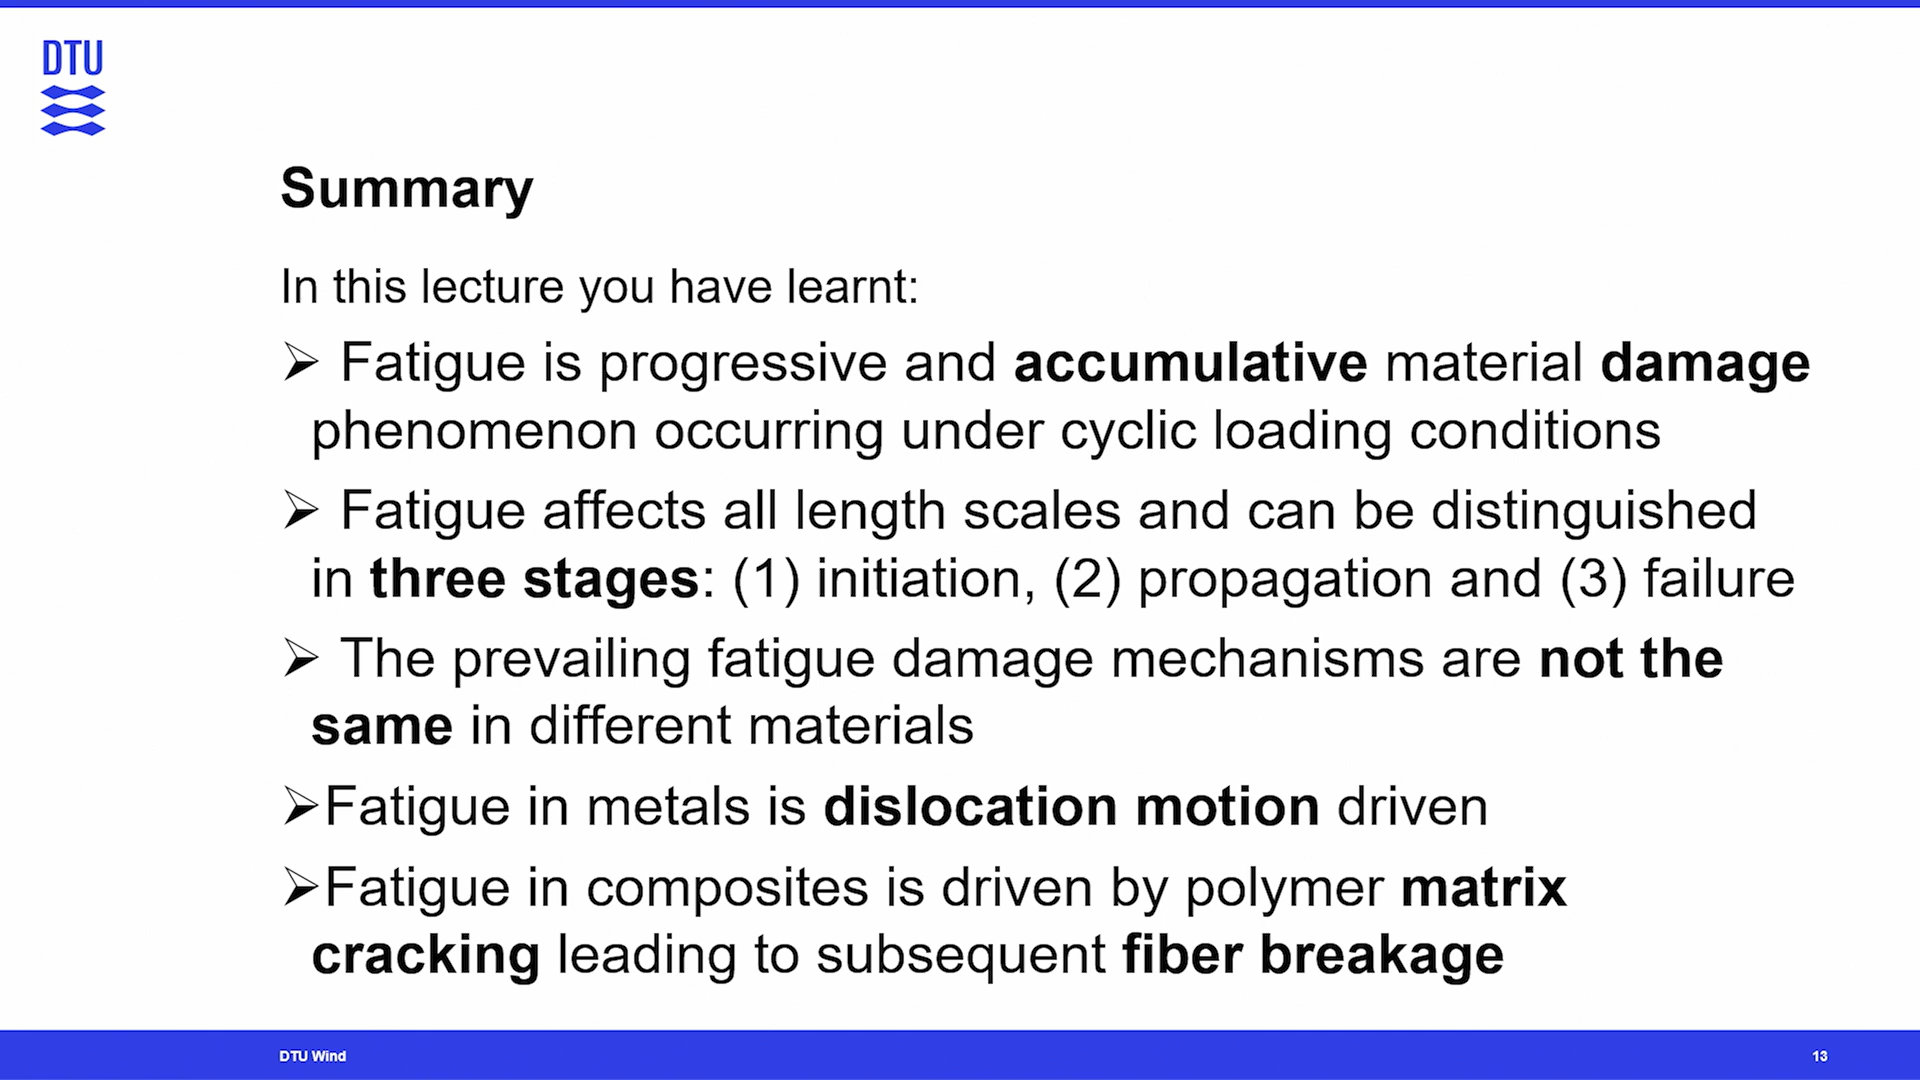 DTU
Summary
In this lecture you have learnt:
➢ Fatigue is progressive and accumulative material damage
phenomenon occurring under cyclic loading conditions
➢ Fatigue affects all length scales and can be distinguished
in three stages: (1) initiation, (2) propagation and (3) failure
➢ The prevailing fatigue damage mechanisms are not the
same in different materials
➢Fatigue in metals is dislocation motion driven
➢Fatigue in composites is driven by polymer matrix
cracking leading to subsequent fiber breakage
DTU Wind
13